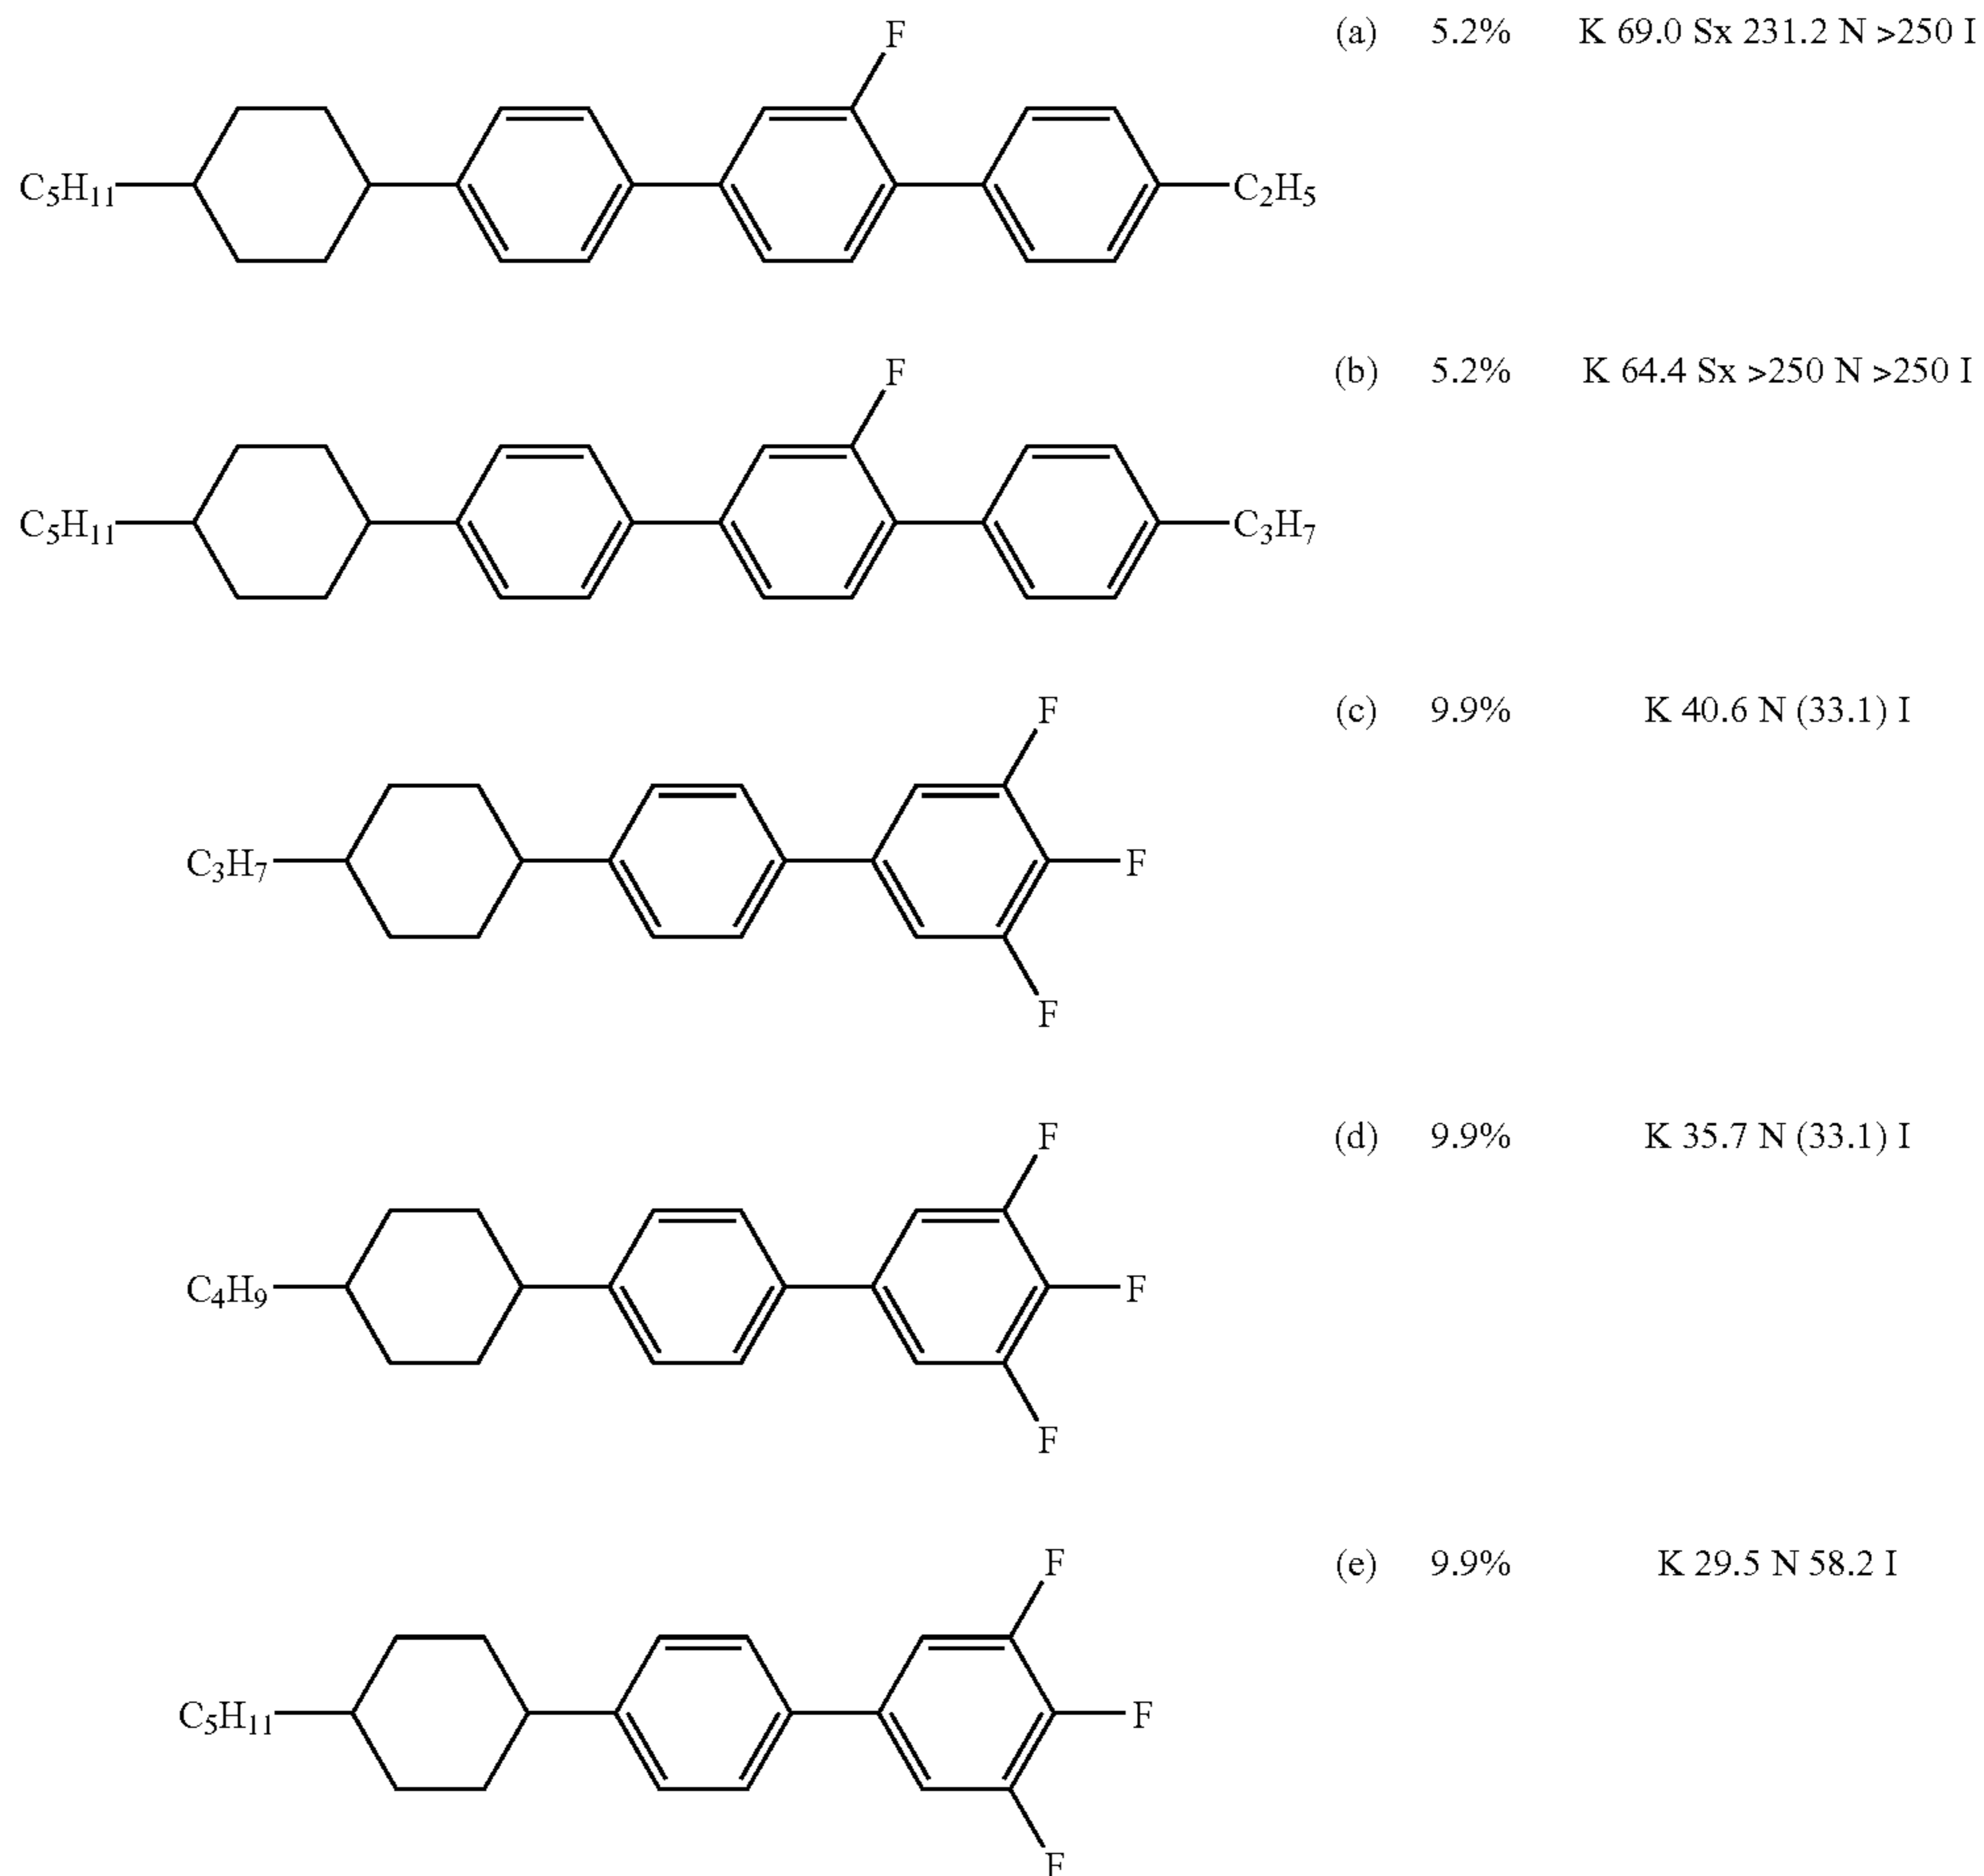 F (a) 5.2% K 69.0 Sx 231.2 N >250 I
C5H11 C2H5
F (b) 5.2% K 64.4 Sx >250 N >250 I
C5H11 C3H7
F (c) 9.9% K 40.6 N (33.1) I
C3H7 F
F
F (d) 9.9% K 35.7 N (33.1) I
C4H9 F
F
F (e) 9.9% K 29.5 N 58.2 I
C5H11 F
F